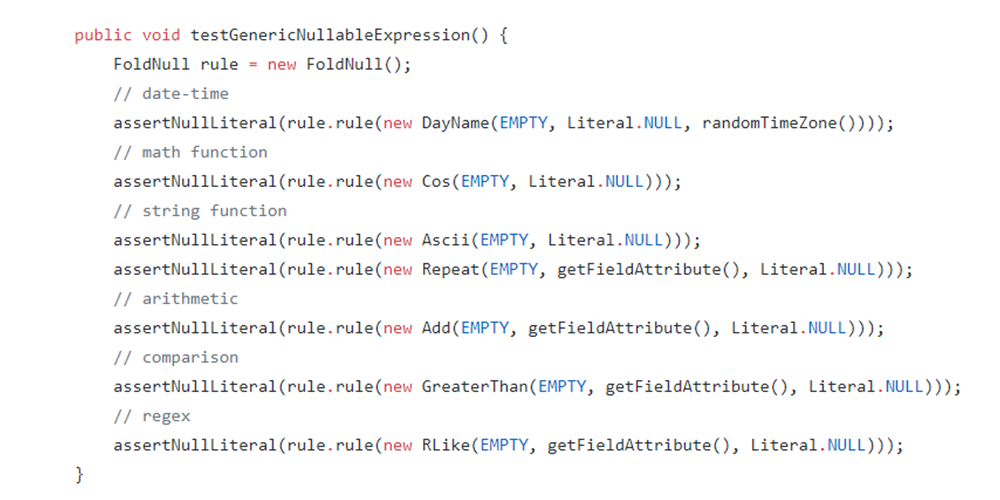 public void testGenericNullableExpression() {
FoldNull rule = new FoldNull();
// date-time
assertNullLiteral(rule.rule(new DayName(EMPTY, Literal.NULL, randomTimeZone())));
// math function
assertNullLiteral(rule.rule(new Cos(EMPTY, Literal.NULL)));
// string function
assertNullLiteral(rule.rule(new Ascii(EMPTY, Literal.NULL)));
assertNullLiteral(rule.rule(new Repeat(EMPTY, getFieldAttribute(), Literal.NULL)));
// arithmetic
assertNullLiteral(rule.rule(new Add(EMPTY, getFieldAttribute(), Literal.NULL)));
// comparison
assertNullLiteral(rule.rule(new GreaterThan(EMPTY, getFieldAttribute(), Literal.NULL)));
// regex
assertNullLiteral(rule.rule(new RLike(EMPTY, getFieldAttribute(), Literal.NULL)));
}